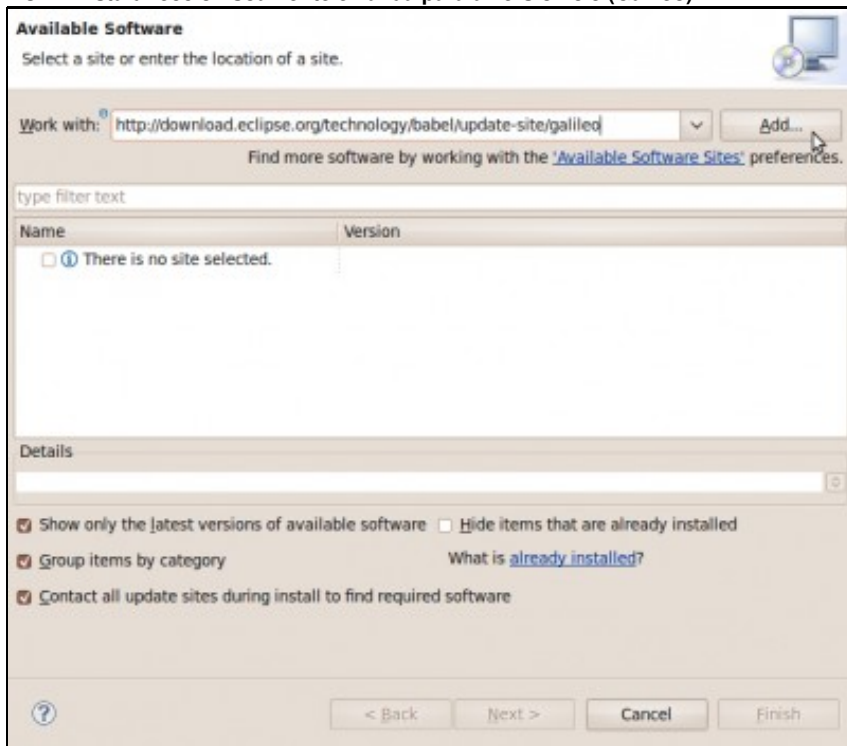 Available Software
Select a site or enter the location of a site.
Work with: http://download.eclipse.org/technology/babel/update-site/galileo Add...
Find more software by working with the 'Available Software Sites' preferences.
type filter text
Name Version
There is no site selected.
Details
Show only the latest versions of available software Hide items that are already installed
Group items by category What is already installed?
Contact all update sites during install to find required software
< Back Next > Cancel Finish